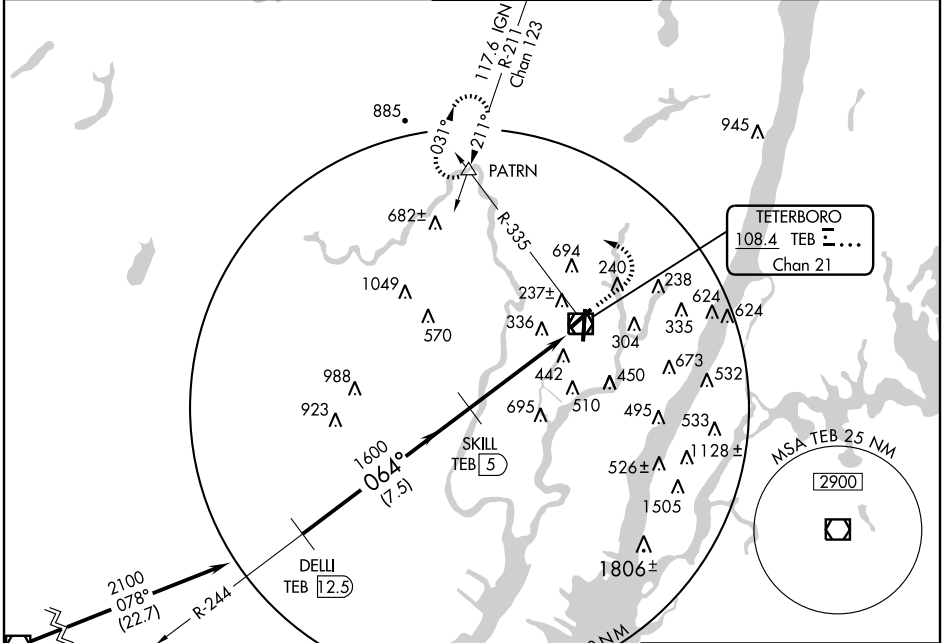 117.6 IGN
R-211
Chan 123
885
031°
211°
945
PATRN
682±
R-335
TETERBORO
108.4 TEB
Chan 21
694
240
1049
237±
238
624
624
570
336
304
335
442
673
988
450
532
510
923
695
495
533
SKILL
TEB 5
1600
064°
(7.5)
526±
1128±
MSA TEB 25 NM
2900
1505
DELLI
TEB 12.5
1806±
2100
078°
(22.7)
R-244
NM